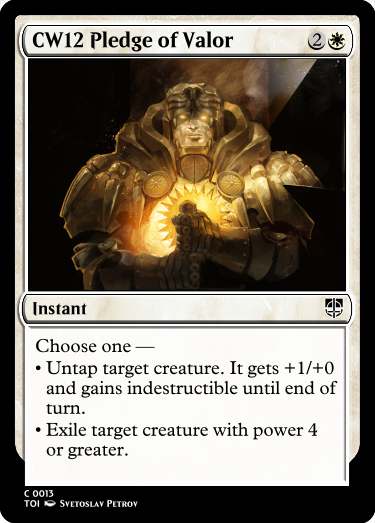 CW12 Pledge of Valor 2
Instant
Choose one —
• Untap target creature. It gets +1/+0
and gains indestructible until end of
turn.
• Exile target creature with power 4
or greater.
C 0013
TOI Svetoslav Petrov